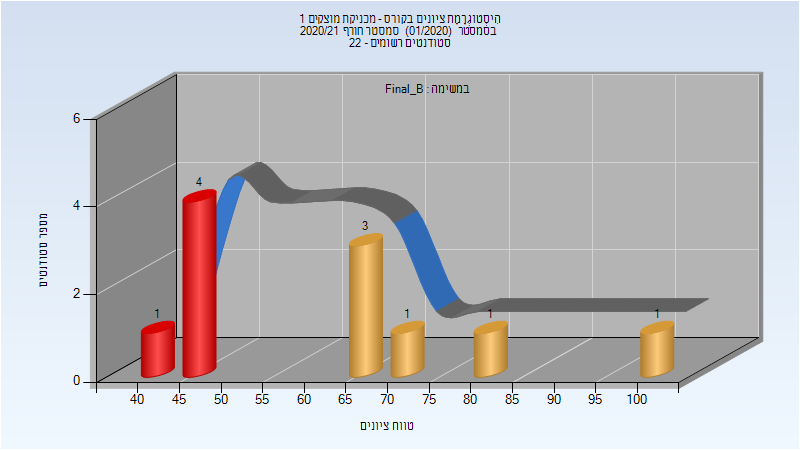 היסטוגרמת ציונים בקורס - מכניקת מוצקים 1
בסמסטר (01/2020) סמסטר חורף 2020/21
סטודנטים רשומים - 22
במשימה : Final_B
מספר סטודנטים
6
4
2
0
1
4
3
1
1
1
40 45 50 55 60 65 70 75 80 85 90 95 100
טווח ציונים